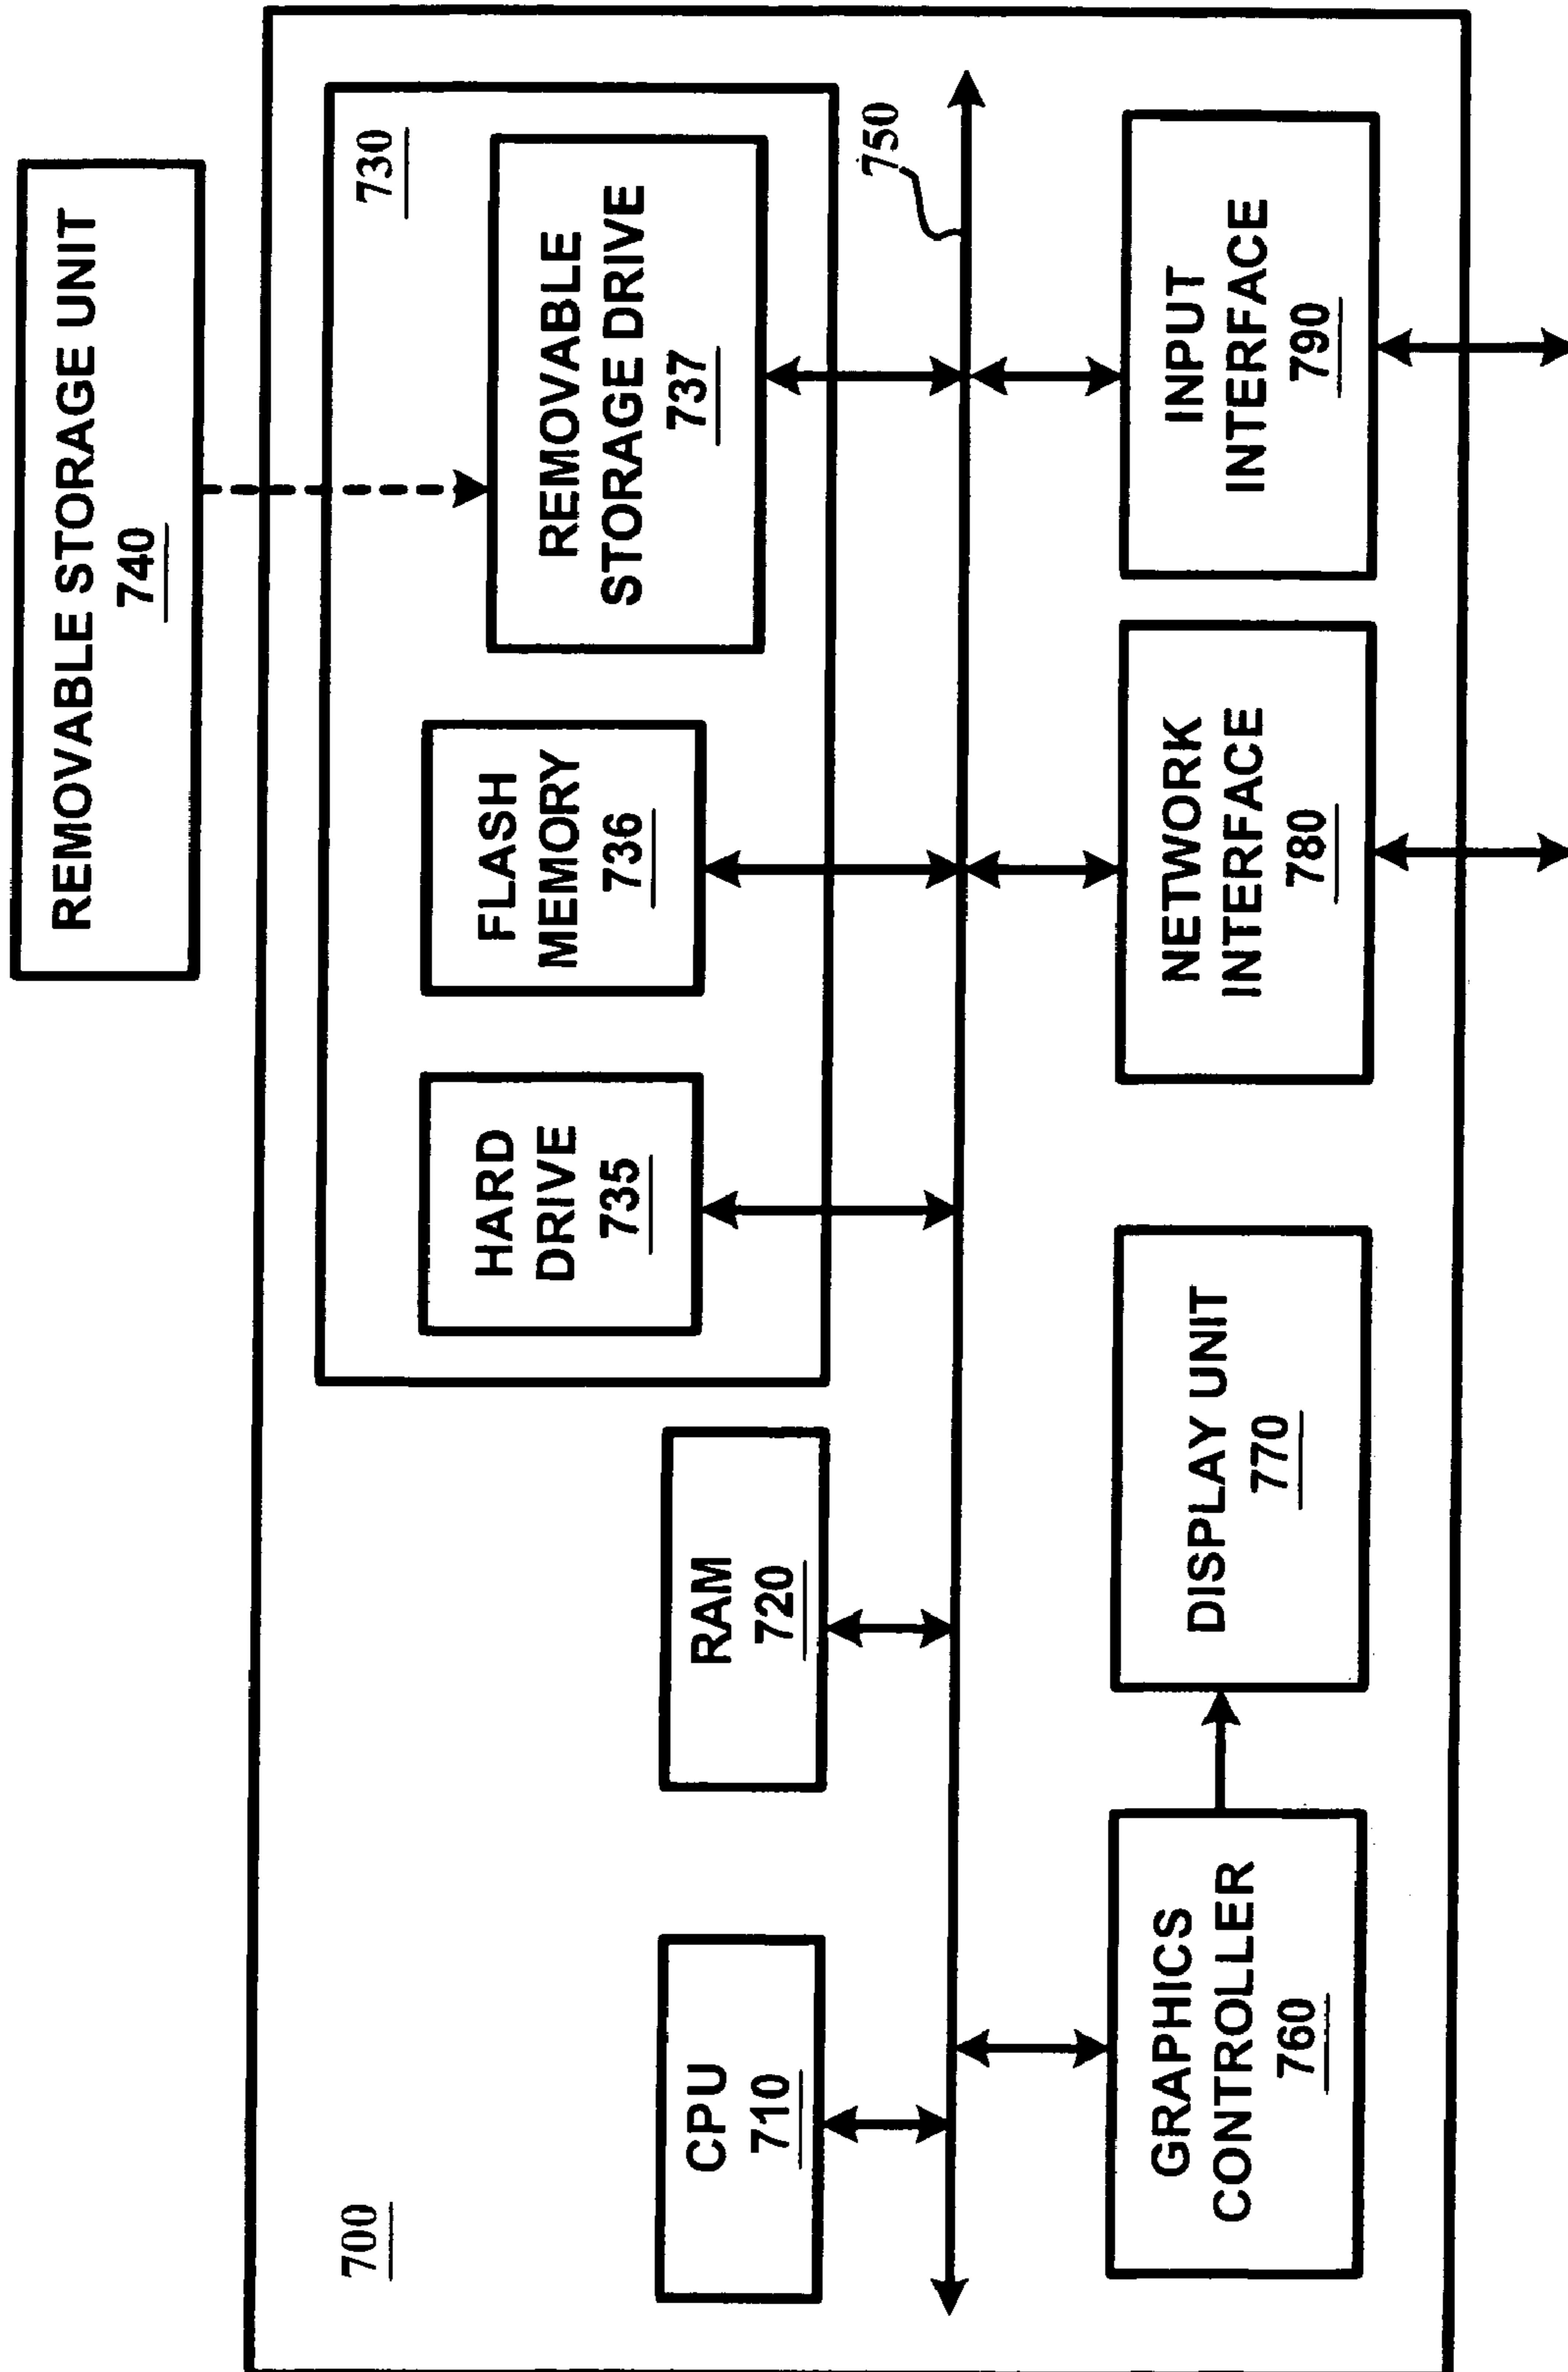 REMOVABLE STORAGE UNIT
740
700
730
CPU
710
RAM
720
HARD
DRIVE
735
FLASH
MEMORY
736
REMOVABLE
STORAGE DRIVE
737
750
GRAPHICS
CONTROLLER
760
DISPLAY UNIT
770
NETWORK
INTERFACE
780
INPUT
INTERFACE
790